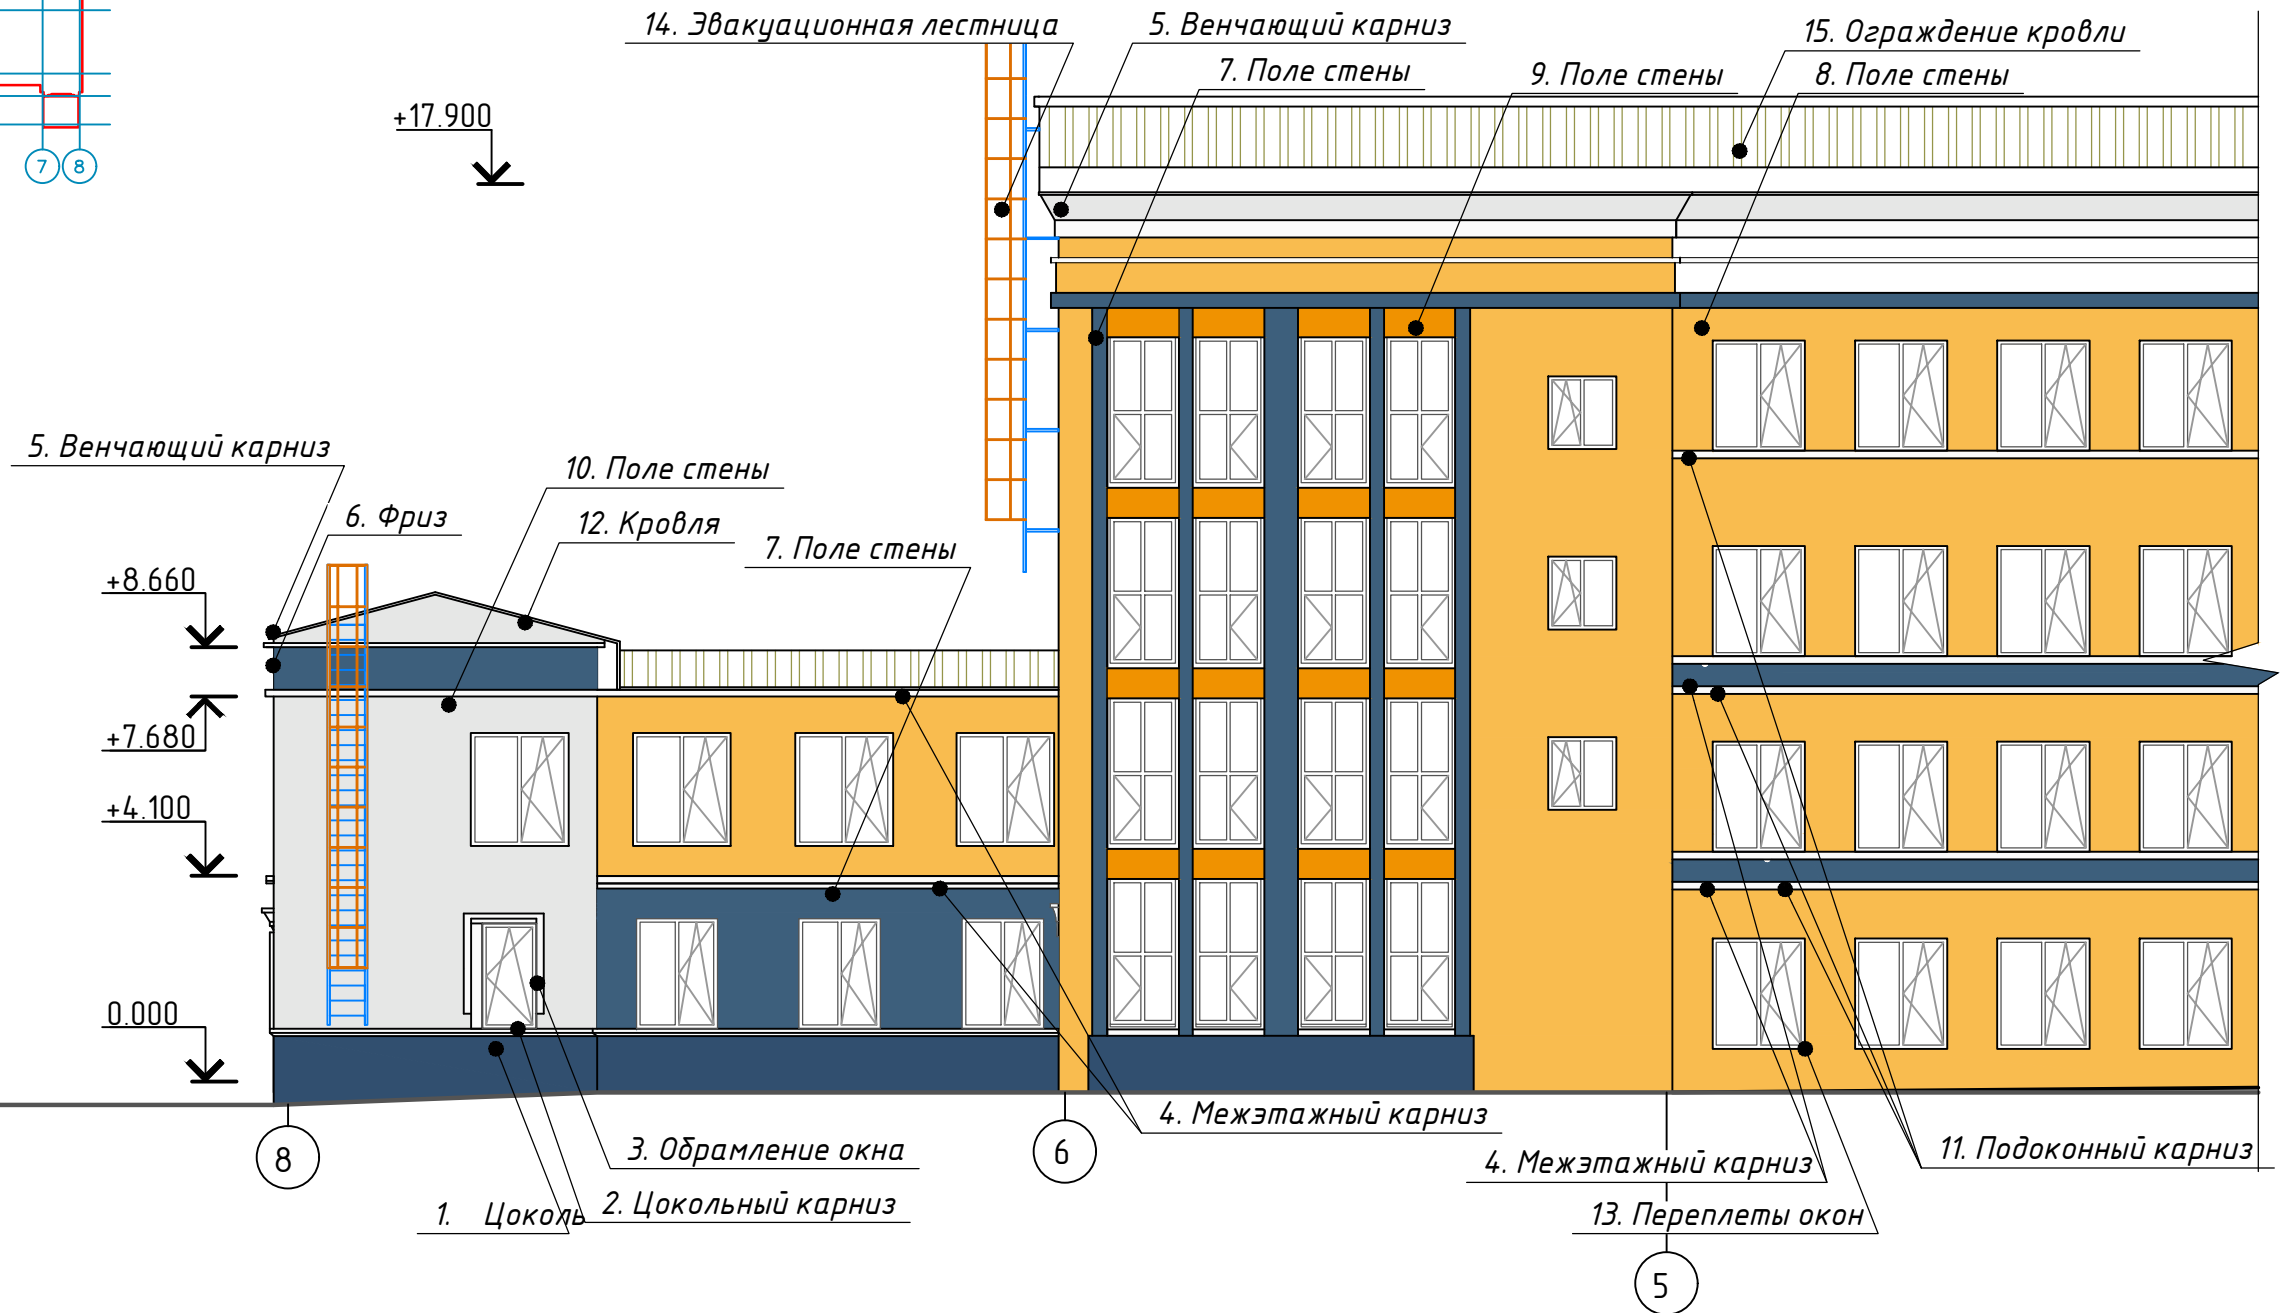 14. Эвакуационная лестница
5. Венчающий карниз
15. Ограждение кровли
7. Поле стены
9. Поле стены
8. Поле стены
+17.900
7
8
5. Венчающий карниз
10. Поле стены
6. Фриз
12. Кровля
7. Поле стены
+8.660
+7.680
+4.100
0.000
4. Межэтажный карниз
8
3. Обрамление окна
6
4. Межэтажный карниз
11. Подоконный карниз
1. Цоколь
2. Цокольный карниз
13. Переплеты окон
5